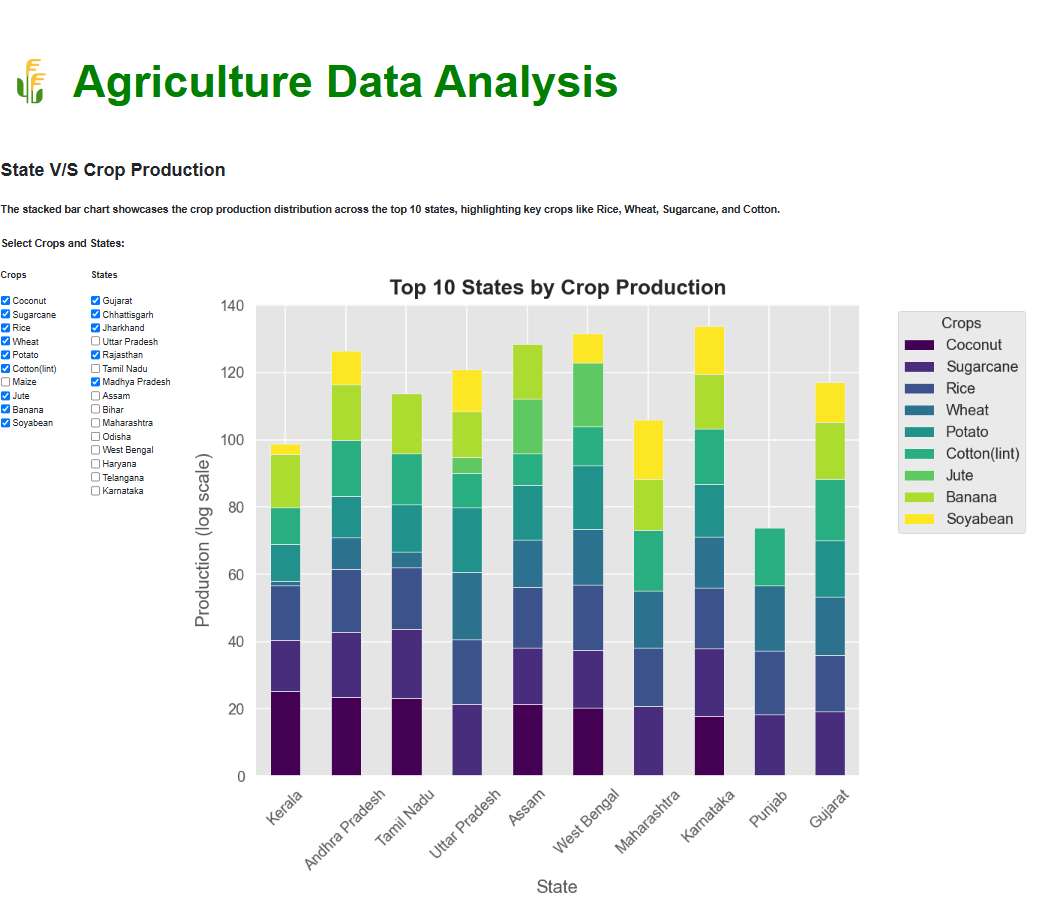 Agriculture Data Analysis
State V/S Crop Production
The stacked bar chart showcases the crop production distribution across the top 10 states, highlighting key crops like Rice, Wheat, Sugarcane, and Cotton.
Select Crops and States:
Crops
Coconut
Sugarcane
Rice
Wheat
Potato
Cotton(lint)
Maize
Jute
Banana
Soyabean
States
Gujarat
Chhattisgarh
Jharkhand
Uttar Pradesh
Rajasthan
Tamil Nadu
Madhya Pradesh
Assam
Bihar
Maharashtra
Odisha
West Bengal
Haryana
Telangana
Karnataka
Top 10 States by Crop Production
Production (log scale)
140
120
100
80
60
40
20
0
Kerala
Andhra Pradesh
Tamil Nadu
Uttar Pradesh
Assam
West Bengal
Maharashtra
Karnataka
Punjab
Gujarat
State
Crops
Coconut
Sugarcane
Rice
Wheat
Potato
Cotton(lint)
Jute
Banana
Soyabean